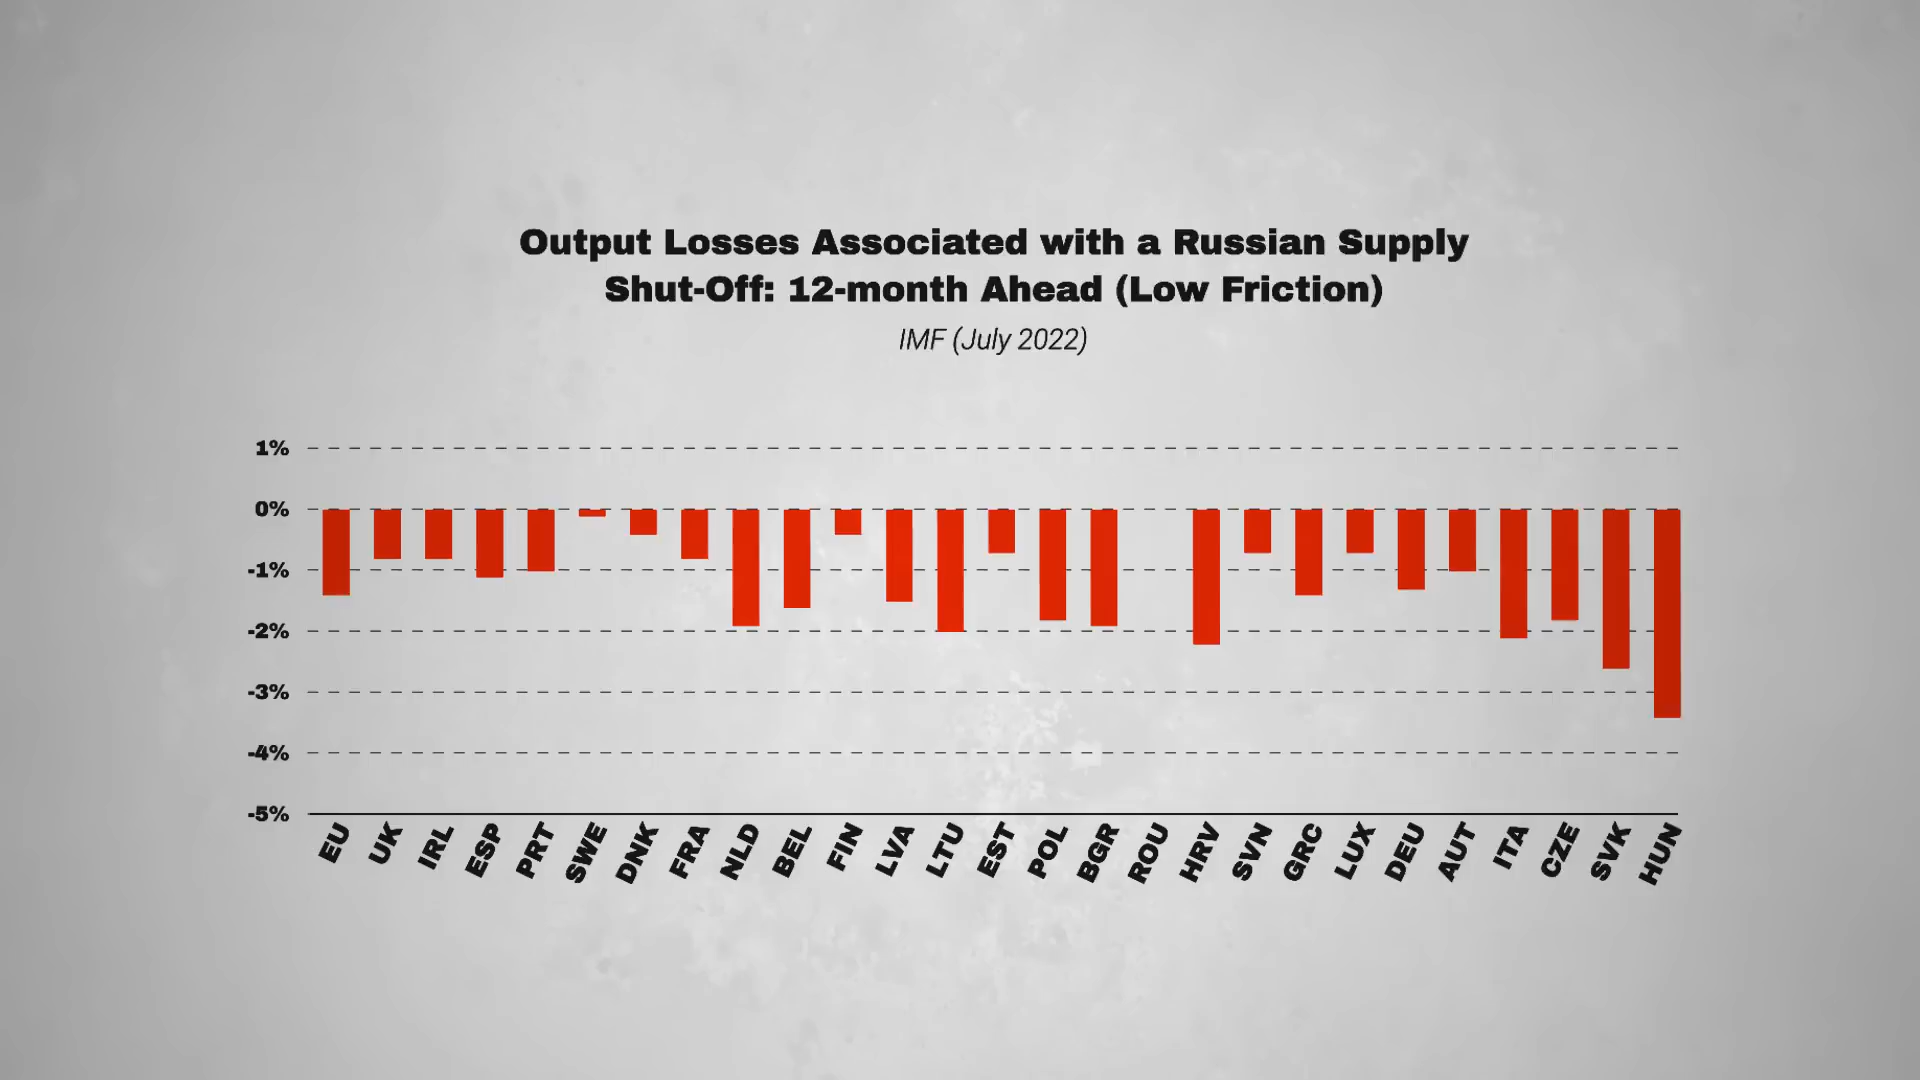 Output Losses Associated with a Russian Supply
Shut-Off: 12-month Ahead (Low Friction)
IMF (July 2022)
1%
0%
-1%
-2%
-3%
-4%
-5%
EU UK IRL ESP PRT SWE DNK FRA NLD BEL FIN LVA LTU EST POL BGR ROU HRV SVN GRC LUX DEU AUT ITA CZE SVK HUN